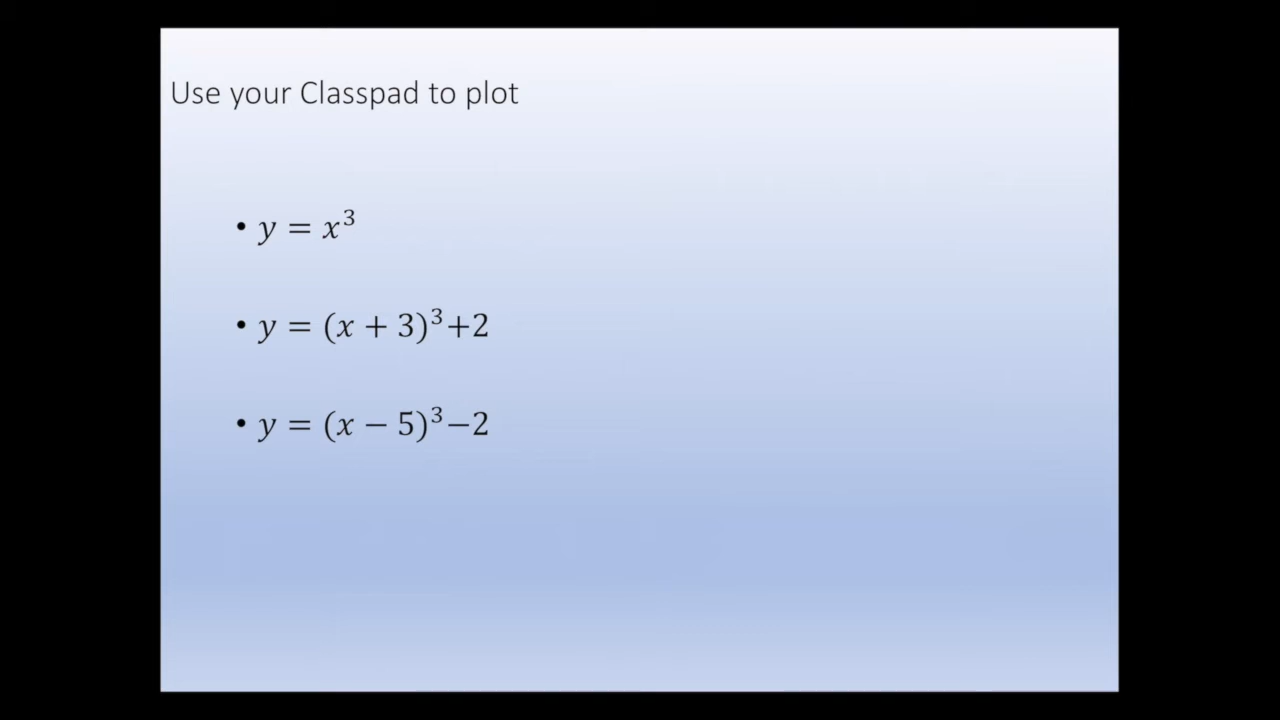 Use your Classpad to plot
• y = x³
• y = (x + 3)³+2
• y = (x − 5)³−2